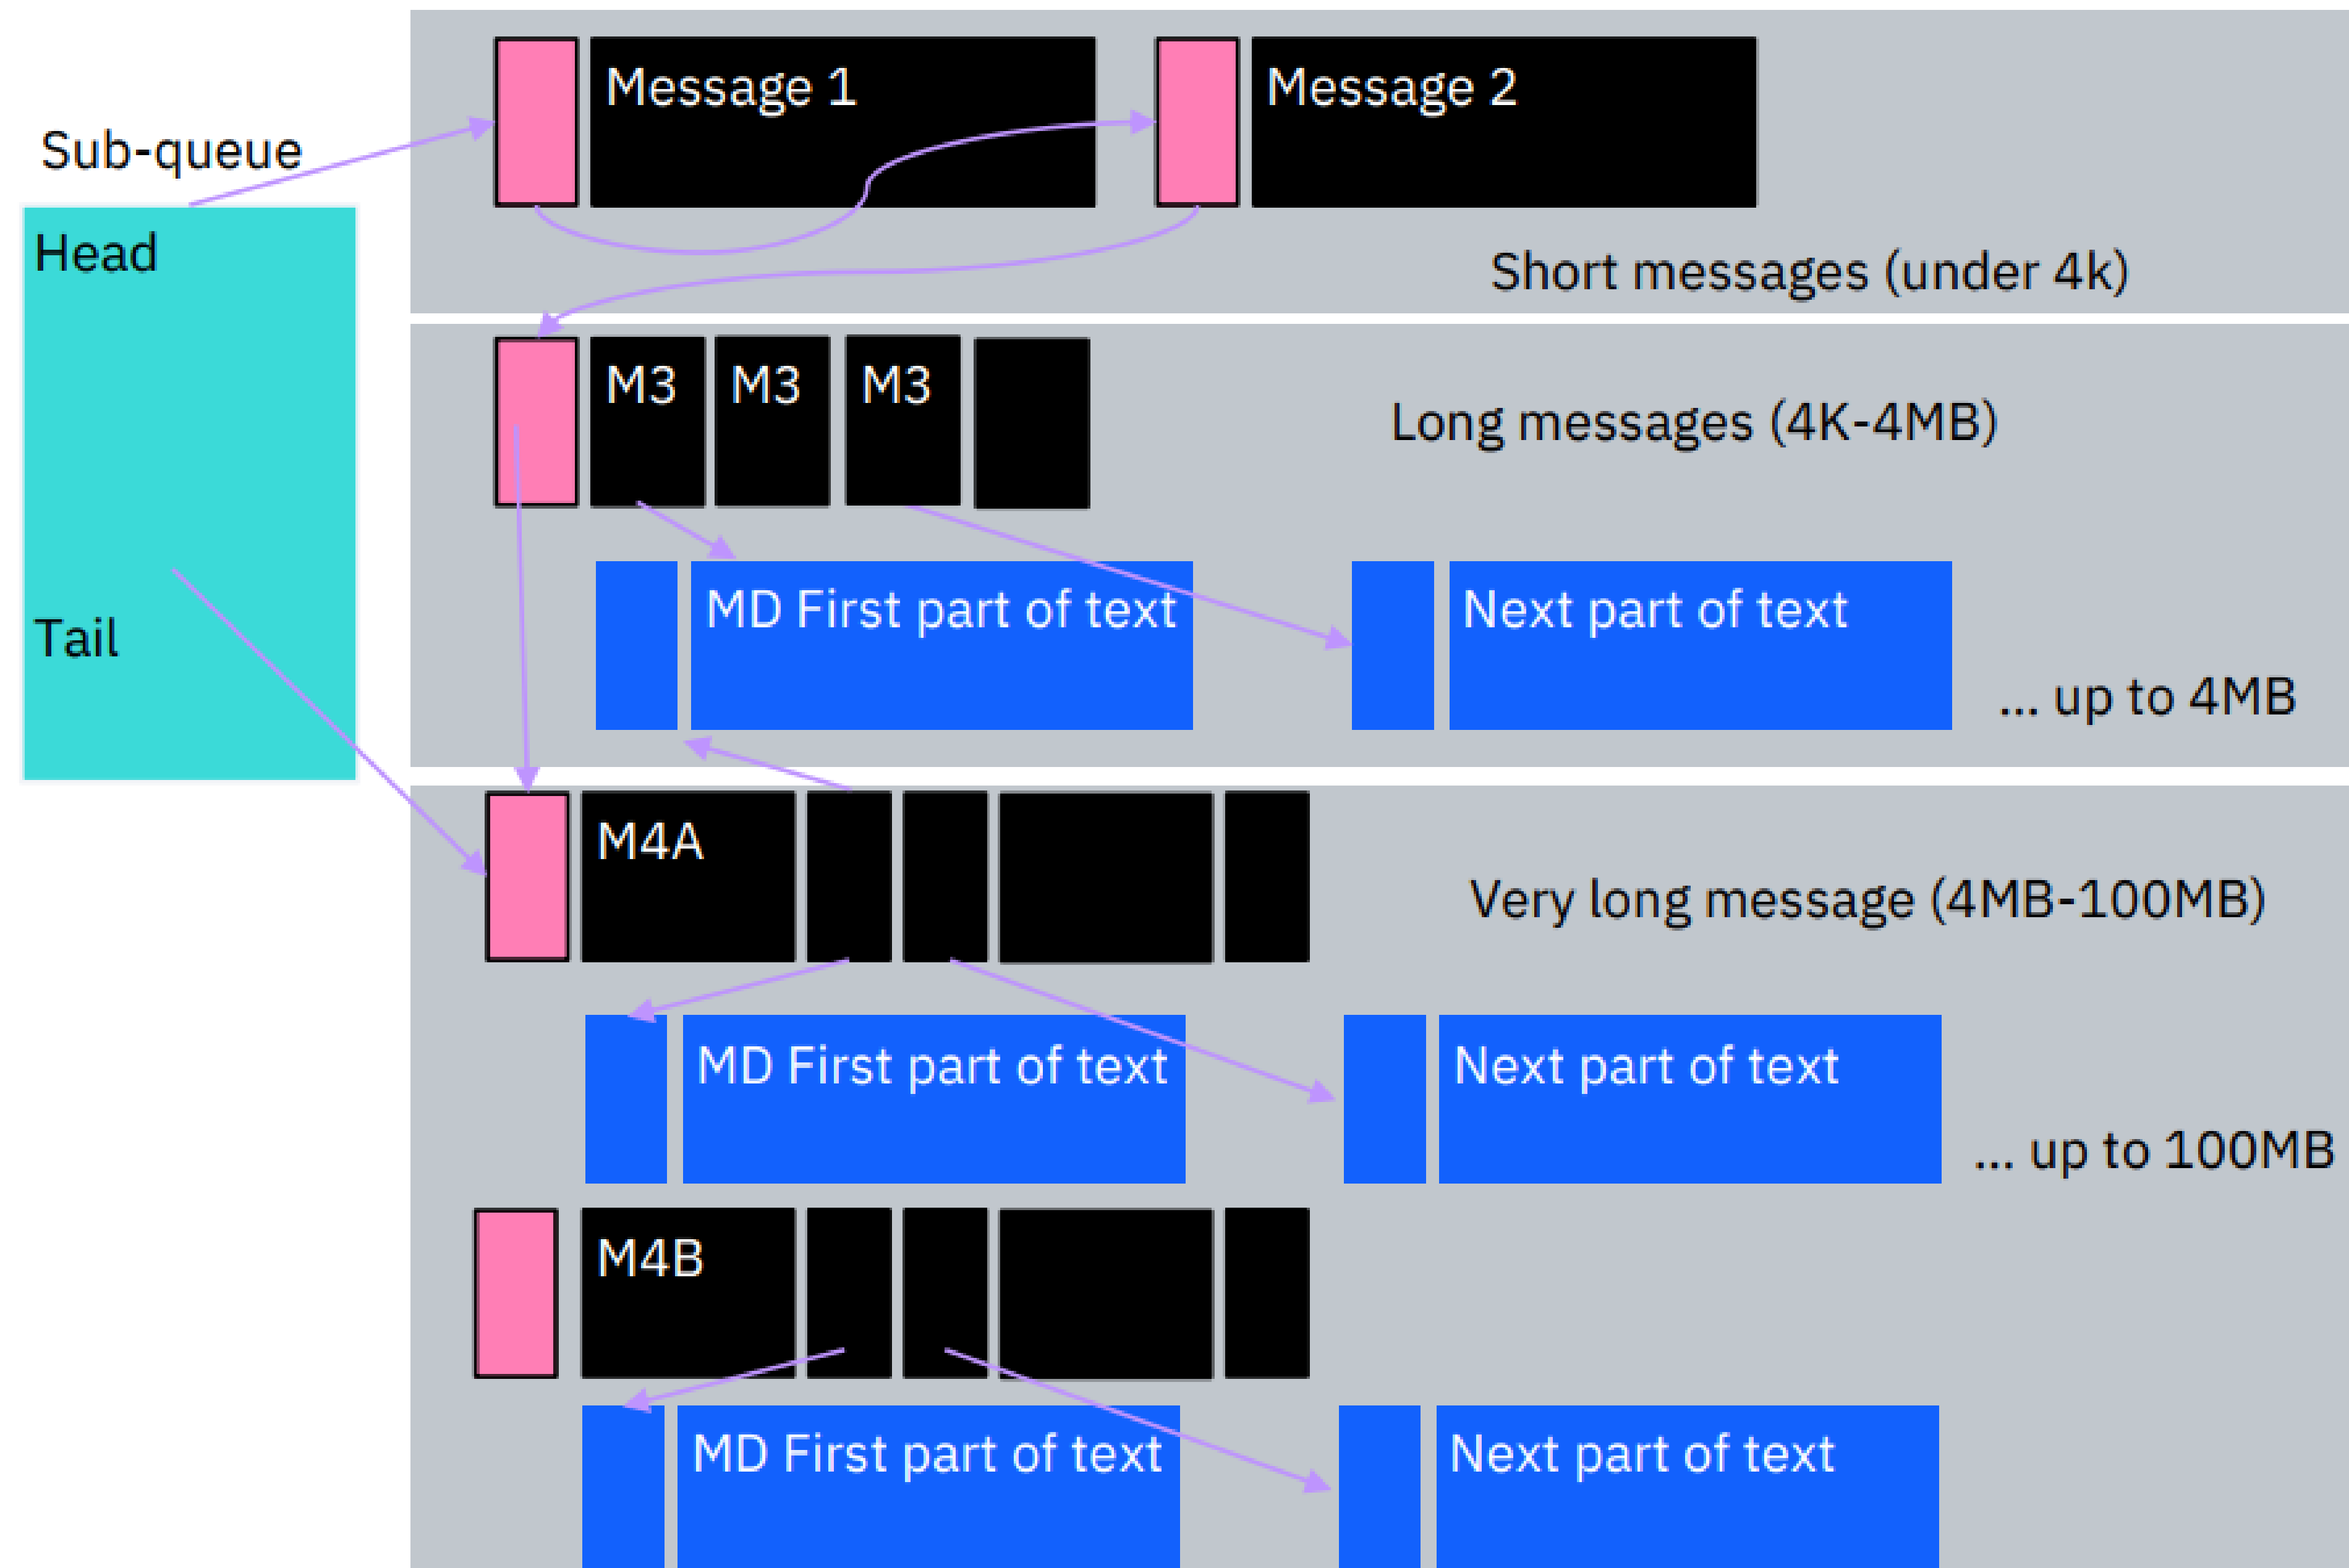 Sub-queue
Head
Tail
Message 1
Message 2
Short messages (under 4k)
M3
M3
M3
Long messages (4K-4MB)
MD First part of text
Next part of text
... up to 4MB
M4A
Very long message (4MB-100MB)
MD First part of text
Next part of text
... up to 100MB
M4B
MD First part of text
Next part of text